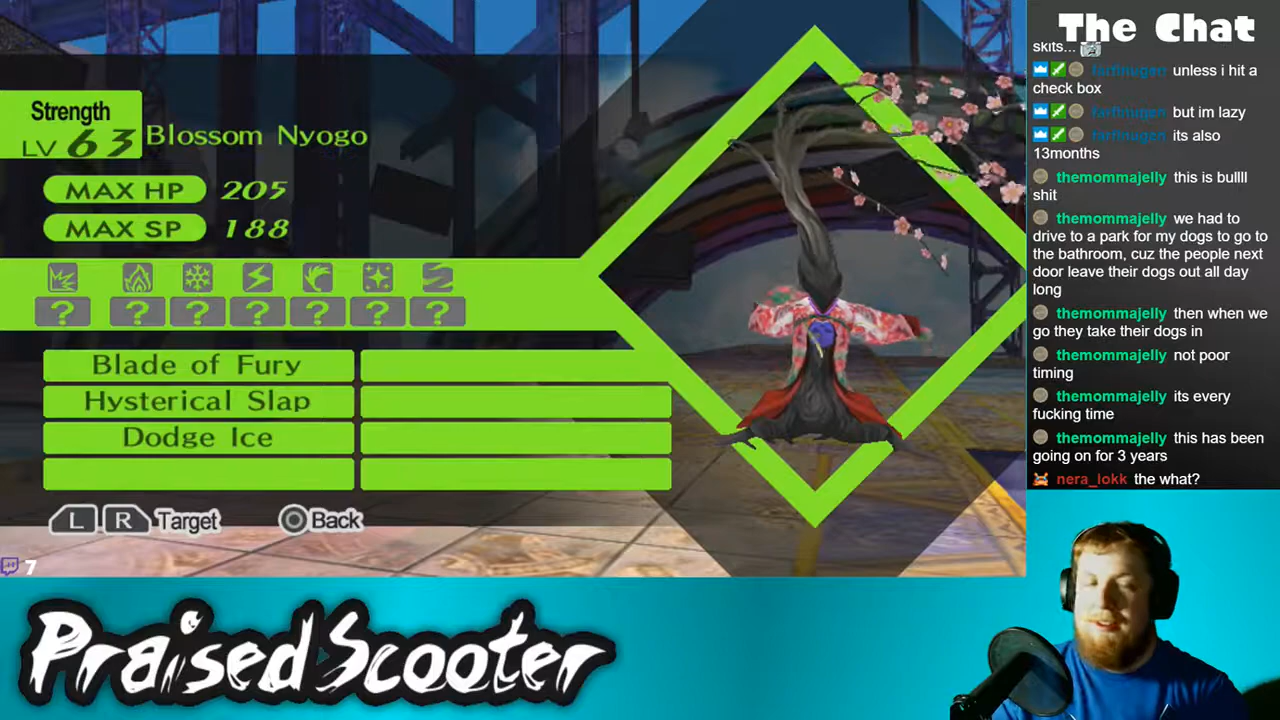 Strength
LV 63
Blossom Nyogo
MAX HP 205
MAX SP 188
? ? ? ? ? ? ?
Blade of Fury
Hysterical Slap
Dodge Ice
L R Target
Back
7
PraisedScooter
The Chat
skits...
unless i hit a
check box
but im lazy
its also
13months
themommajelly this is bullll
shit
themommajelly we had to
drive to a park for my dogs to go to
the bathroom, cuz the people next
door leave their dogs out all day
long
themommajelly then when we
go they take their dogs in
themommajelly not poor
timing
themommajelly its every
fucking time
themommajelly this has been
going on for 3 years
nera_lokk the what?